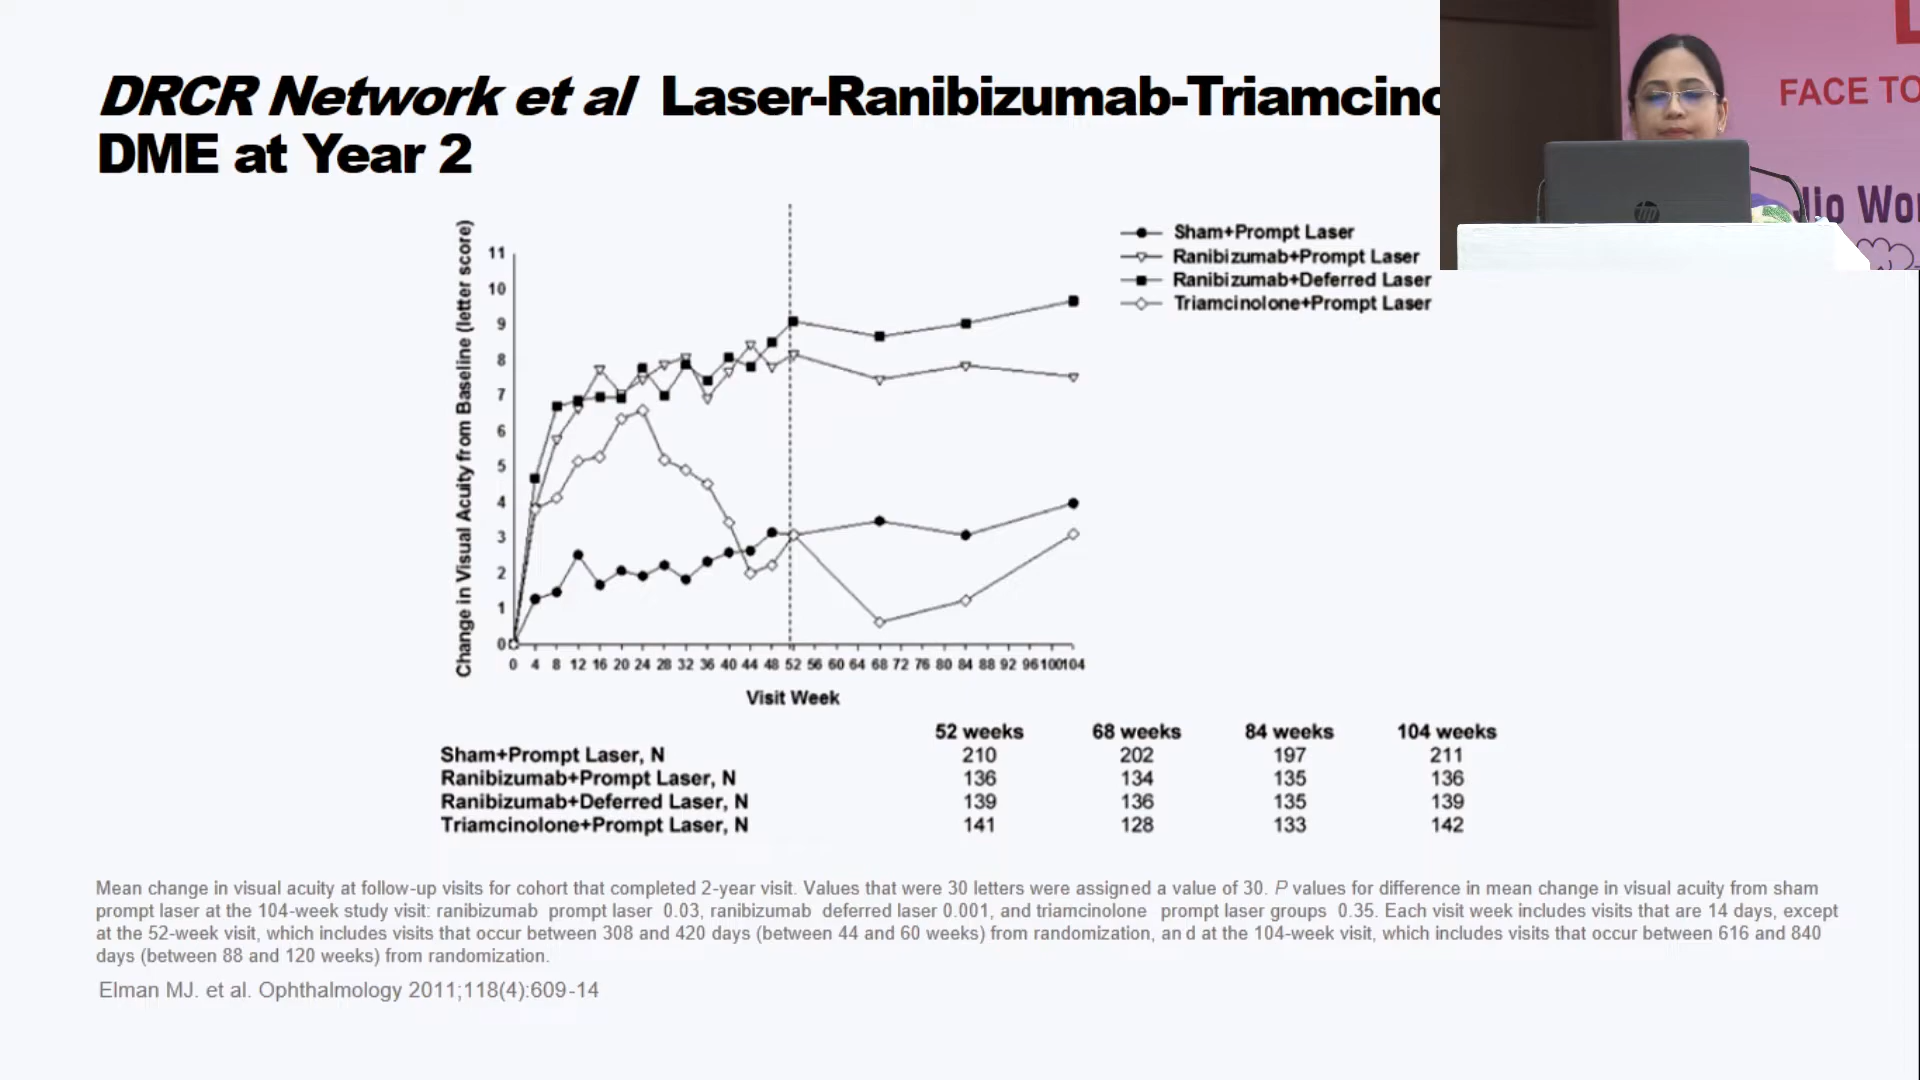 DRCR Network et al Laser-Ranibizumab-Triamcino
DME at Year 2
FACE TO
Jio Wor
hp
Change in Visual Acuity from Baseline (letter score)
11
10
9
8
7
6
5
4
3
2
1
0
0 4 8 12 16 20 24 28 32 36 40 44 48 52 56 60 64 68 72 76 80 84 88 92 96 100 104
Visit Week
Sham+Prompt Laser
Ranibizumab+Prompt Laser
Ranibizumab+Deferred Laser
Triamcinolone+Prompt Laser
52 weeks 68 weeks 84 weeks 104 weeks
Sham+Prompt Laser, N 210 202 197 211
Ranibizumab+Prompt Laser, N 136 134 135 136
Ranibizumab+Deferred Laser, N 139 136 135 139
Triamcinolone+Prompt Laser, N 141 128 133 142
Mean change in visual acuity at follow-up visits for cohort that completed 2-year visit. Values that were 30 letters were assigned a value of 30. P values for difference in mean change in visual acuity from sham
prompt laser at the 104-week study visit: ranibizumab prompt laser 0.03, ranibizumab deferred laser 0.001, and triamcinolone prompt laser groups 0.35. Each visit week includes visits that are 14 days, except
at the 52-week visit, which includes visits that occur between 308 and 420 days (between 44 and 60 weeks) from randomization, and at the 104-week visit, which includes visits that occur between 616 and 840
days (between 88 and 120 weeks) from randomization.
Elman MJ. et al. Ophthalmology 2011;118(4):609-14